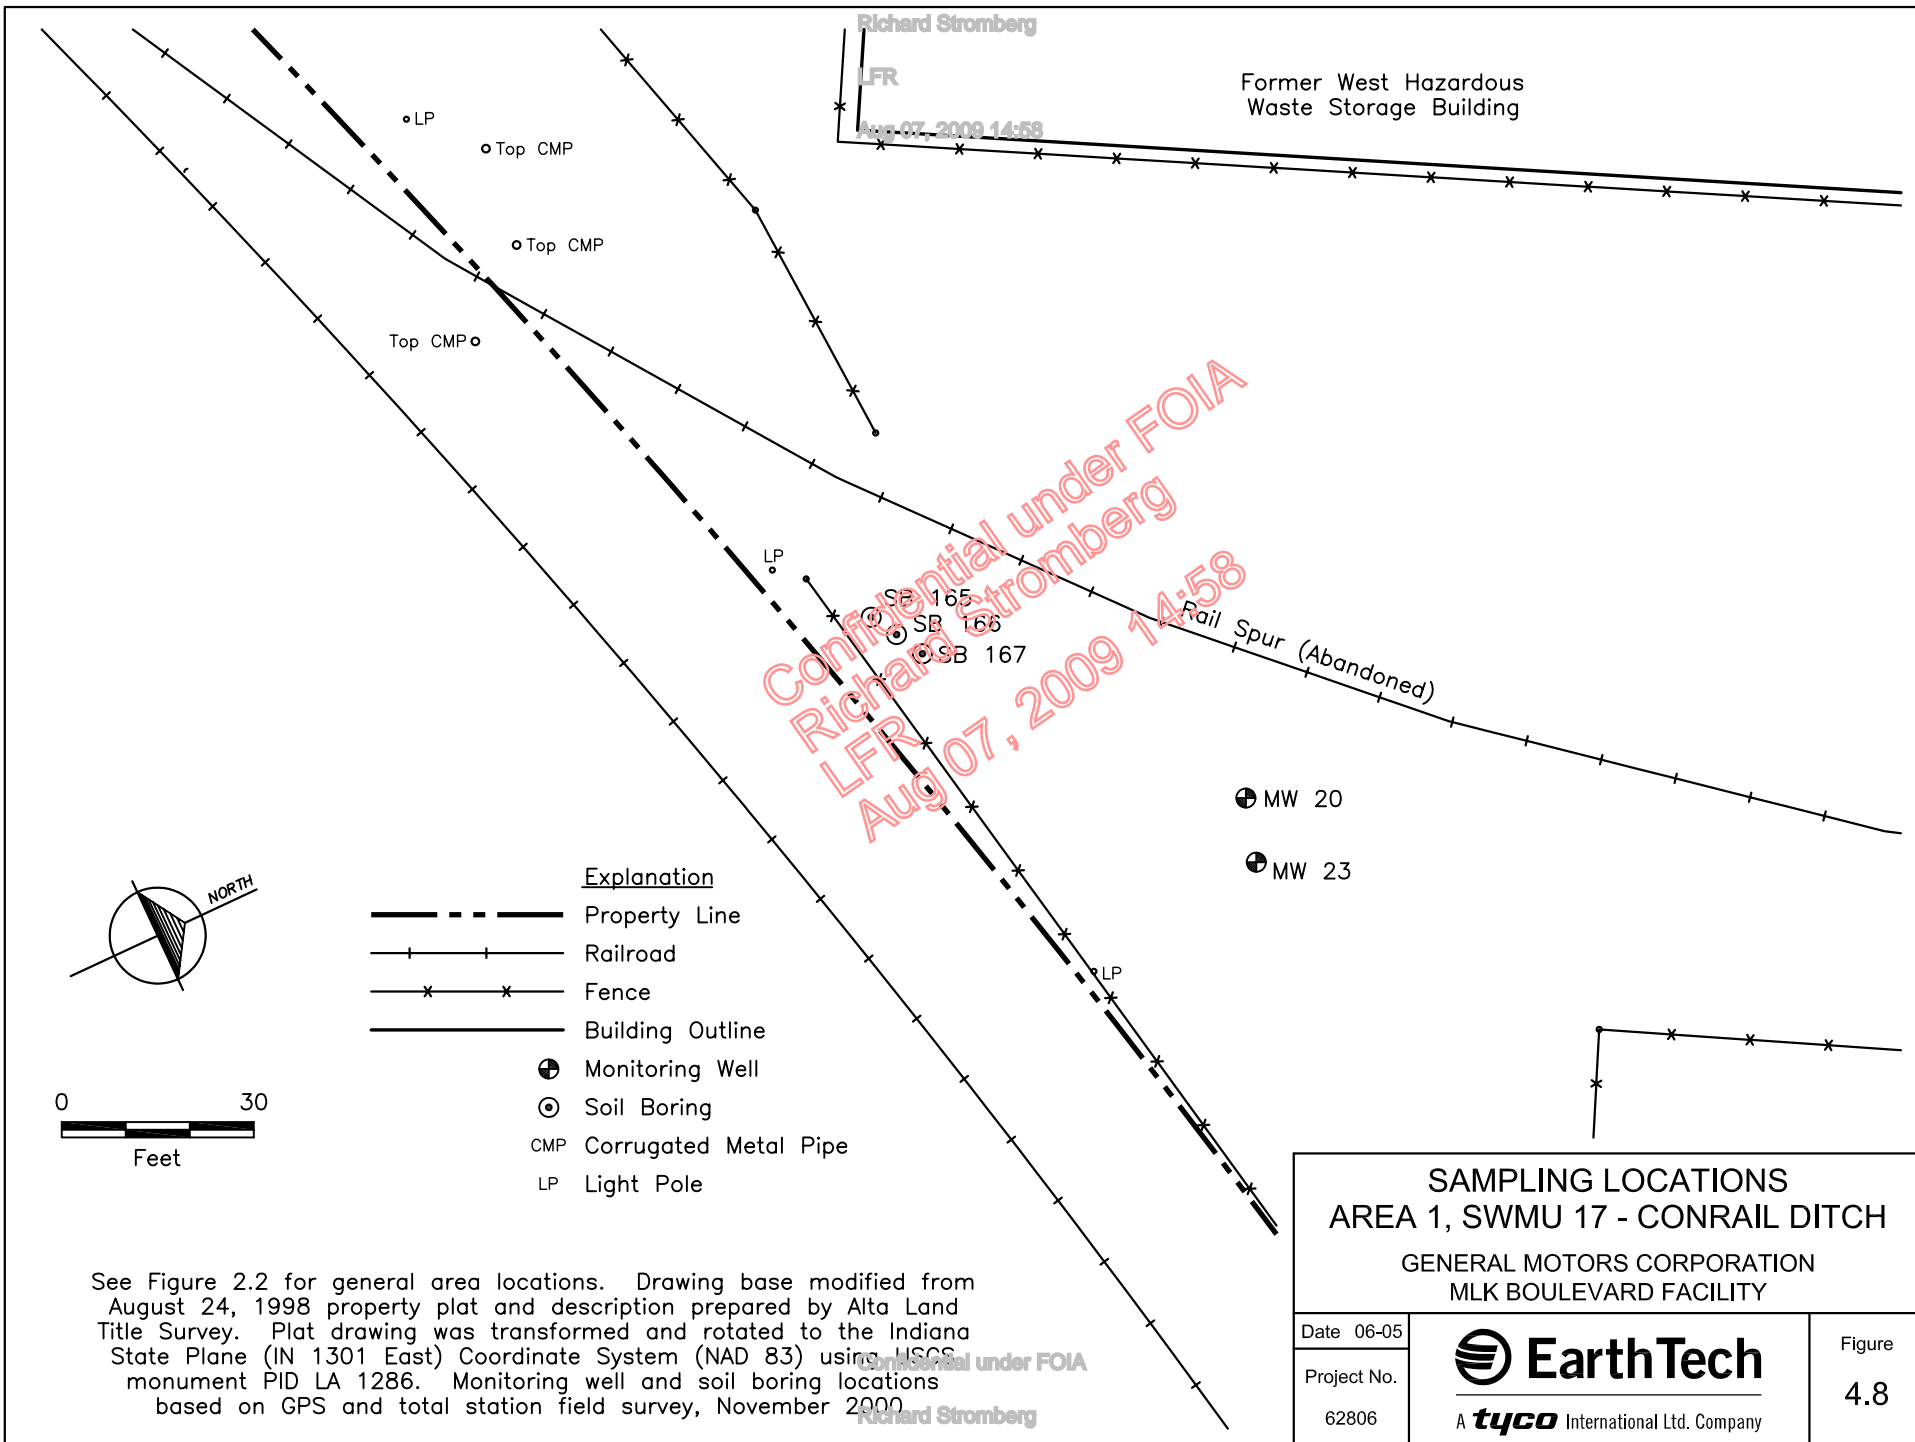 Richard Stromberg
LFR
Aug 07, 2009 14:58
Former West Hazardous
Waste Storage Building
LP
Top CMP
Top CMP
Top CMP
Confidential under FOIA
Richard Stromberg
LFR
Aug 07, 2009 14:58
LP
SB 165
SB 166
SB 167
Rail Spur (Abandoned)
MW 20
MW 23
LP
NORTH
Explanation
Property Line
Railroad
Fence
Building Outline
Monitoring Well
Soil Boring
CMP Corrugated Metal Pipe
LP Light Pole
0 30
Feet
See Figure 2.2 for general area locations. Drawing base modified from
August 24, 1998 property plat and description prepared by Alta Land
Title Survey. Plat drawing was transformed and rotated to the Indiana
State Plane (IN 1301 East) Coordinate System (NAD 83) using USGS
monument PID LA 1286. Monitoring well and soil boring locations
based on GPS and total station field survey, November 2000.
Confidential under FOIA
Richard Stromberg
SAMPLING LOCATIONS
AREA 1, SWMU 17 - CONRAIL DITCH
GENERAL MOTORS CORPORATION
MLK BOULEVARD FACILITY
Date 06-05
Project No.
62806
EarthTech
A tyco International Ltd. Company
Figure
4.8